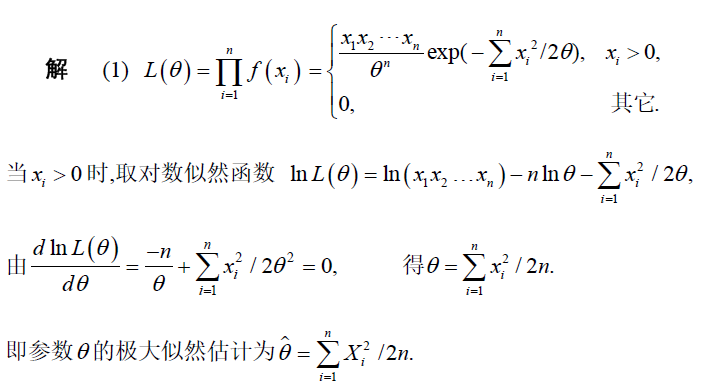 解 (1) L(θ) = ∏_{i=1}^{n} f(x_i) = { x_1x_2⋯x_n / θ^n exp(−∑_{i=1}^{n} x_i^2/2θ), x_i > 0,
0, 其它.
当 x_i > 0 时,取对数似然函数 ln L(θ) = ln(x_1x_2…x_n) − n ln θ − ∑_{i=1}^{n} x_i^2 / 2θ,
由 d ln L(θ) / dθ = −n / θ + ∑_{i=1}^{n} x_i^2 / 2θ^2 = 0, 得 θ = ∑_{i=1}^{n} x_i^2 / 2n.
即参数 θ 的极大似然估计为 θ̂ = ∑_{i=1}^{n} X_i^2 /2n.